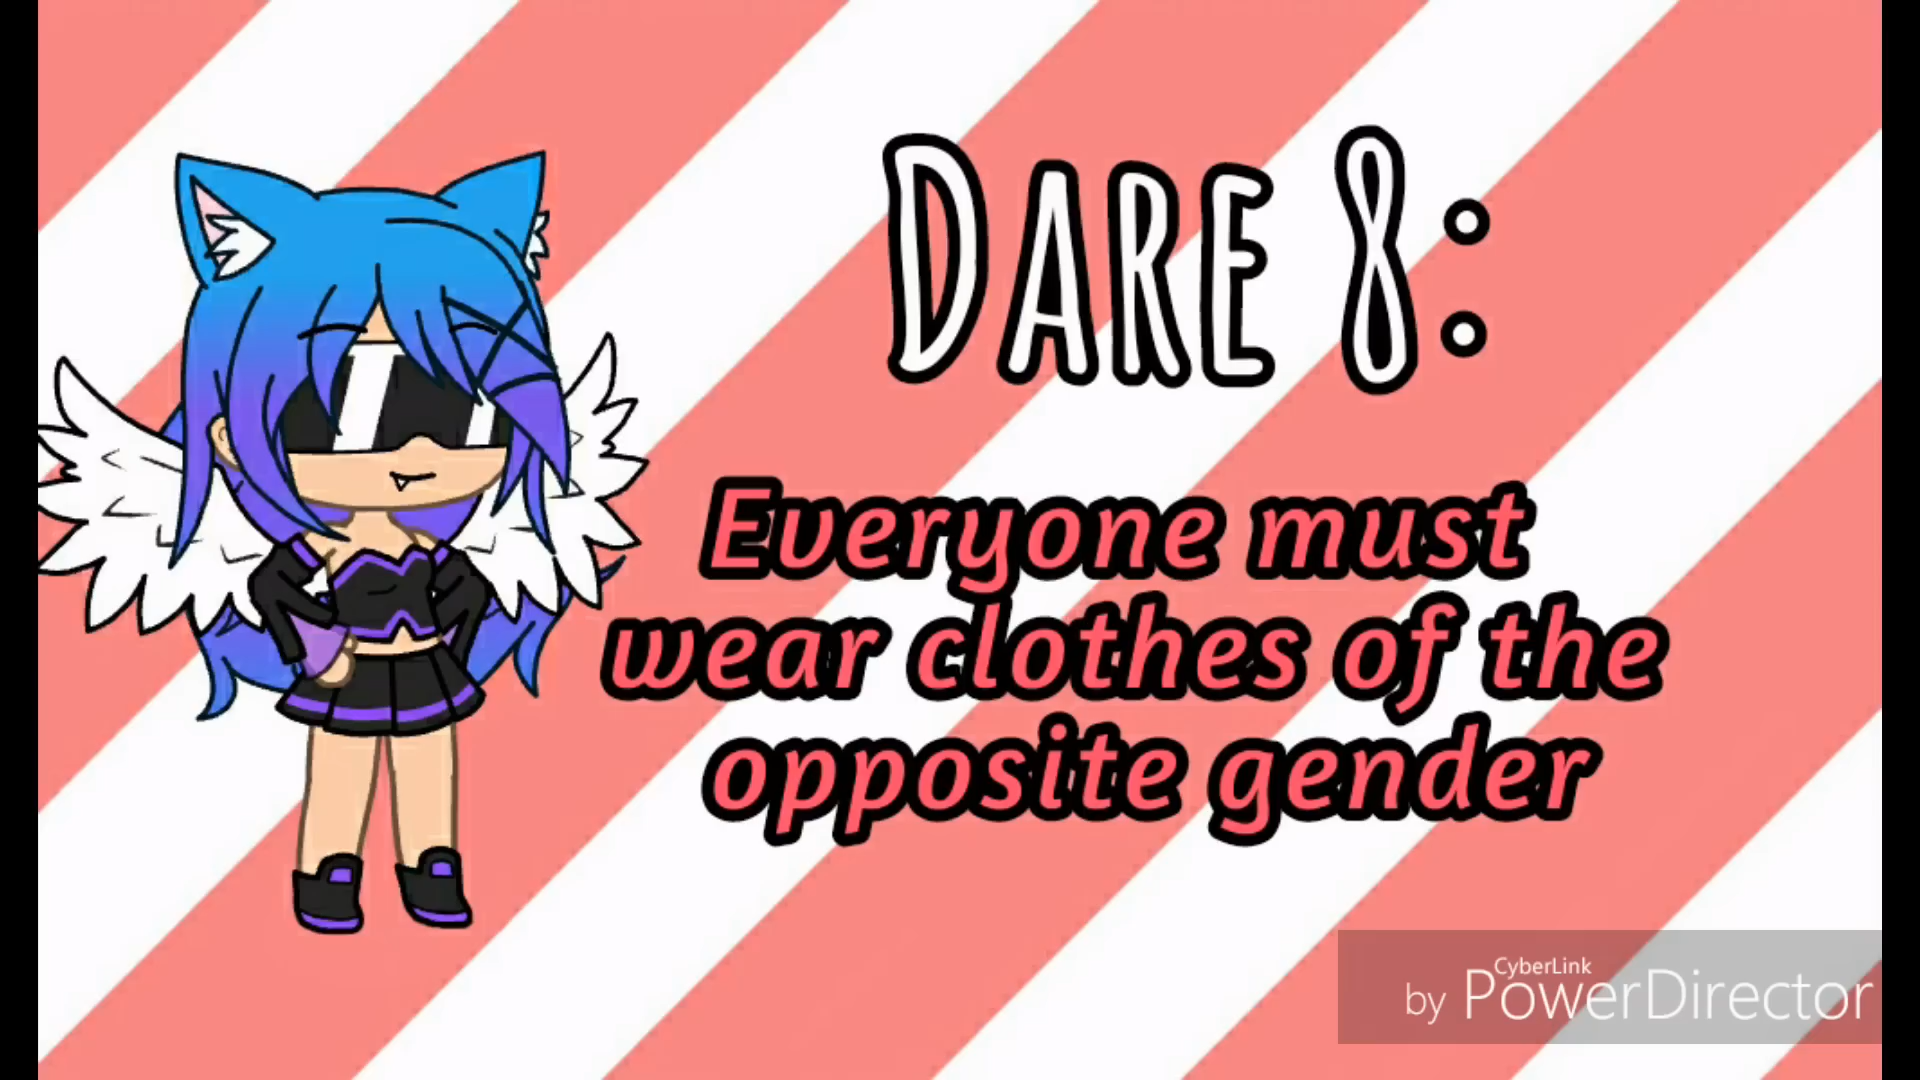 Dare 8:
Everyone must
wear clothes of the
opposite gender
CyberLink
by PowerDirector